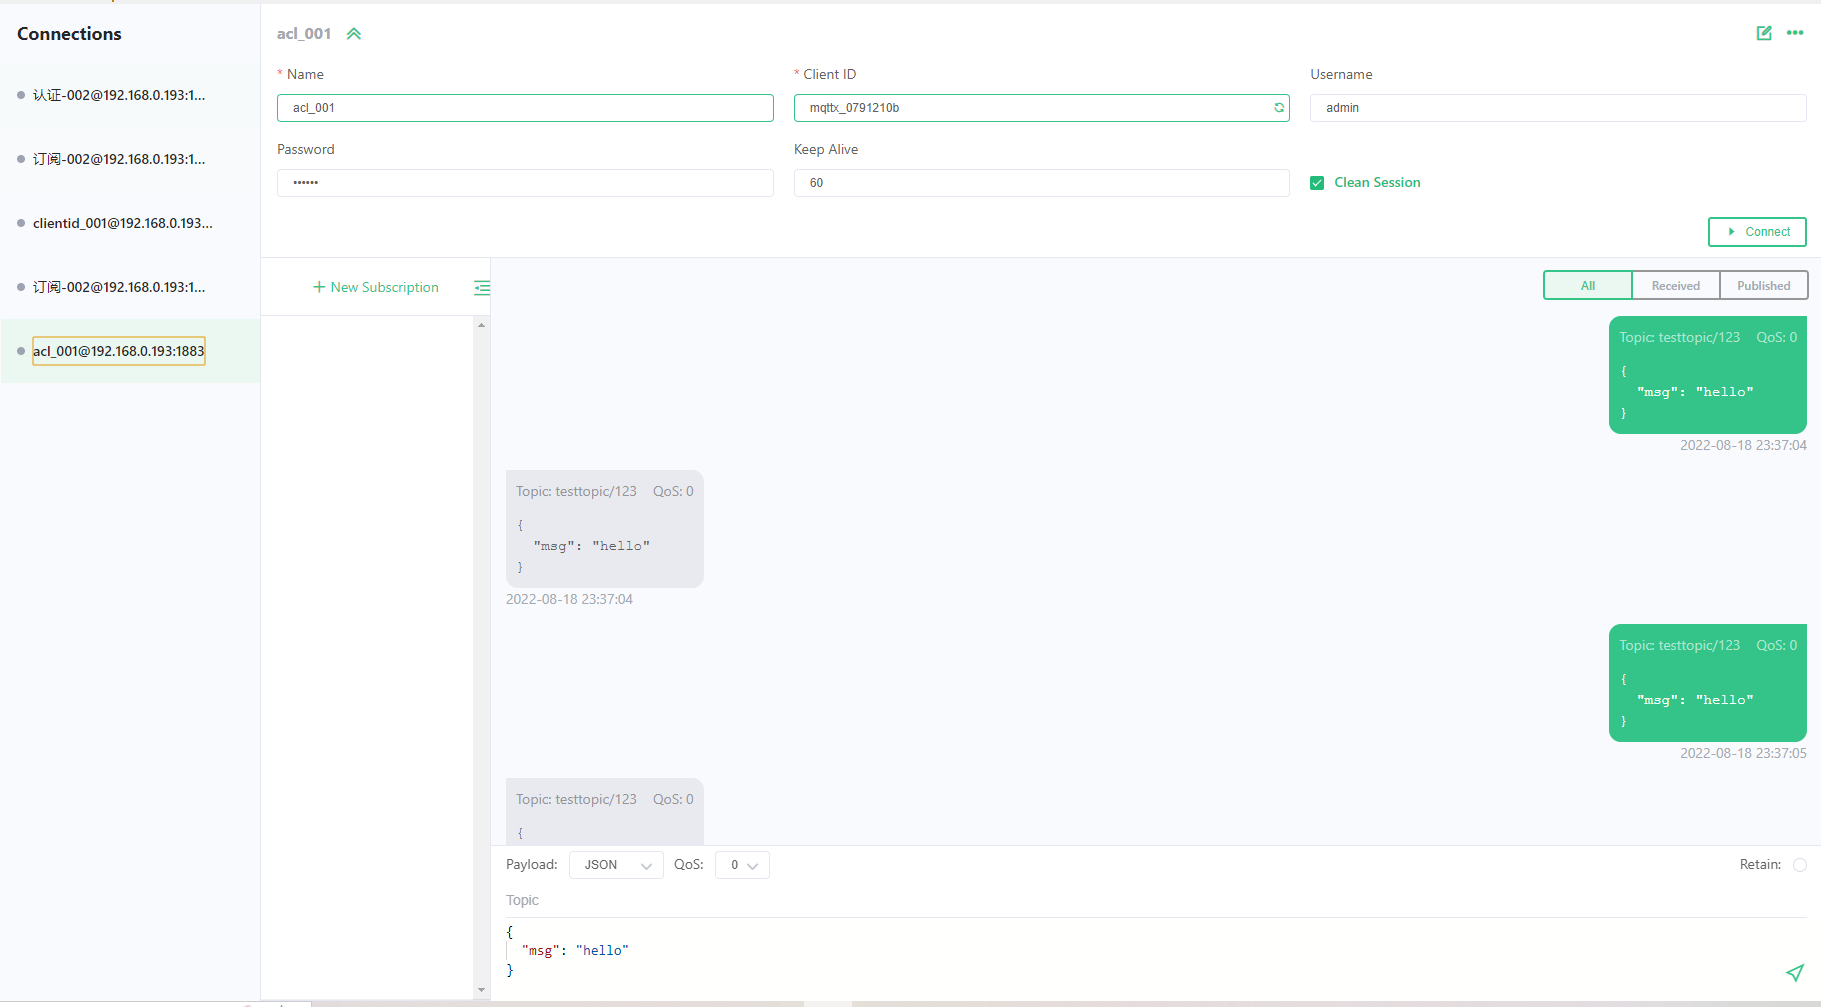 Connections
认证-002@192.168.0.193:1...
订阅-002@192.168.0.193:1...
clientid_001@192.168.0.193...
订阅-002@192.168.0.193:1...
acl_001@192.168.0.193:1883
acl_001
* Name
* Client ID
Username
acl_001
mqttx_0791210b
admin
Password
Keep Alive
••••••
60
Clean Session
Connect
+ New Subscription
All
Received
Published
Topic: testtopic/123 QoS: 0
{
"msg": "hello"
}
2022-08-18 23:37:04
Topic: testtopic/123 QoS: 0
{
"msg": "hello"
}
2022-08-18 23:37:04
Topic: testtopic/123 QoS: 0
{
"msg": "hello"
}
2022-08-18 23:37:05
Topic: testtopic/123 QoS: 0
{
Payload: JSON QoS: 0
Retain:
Topic
{
"msg": "hello"
}